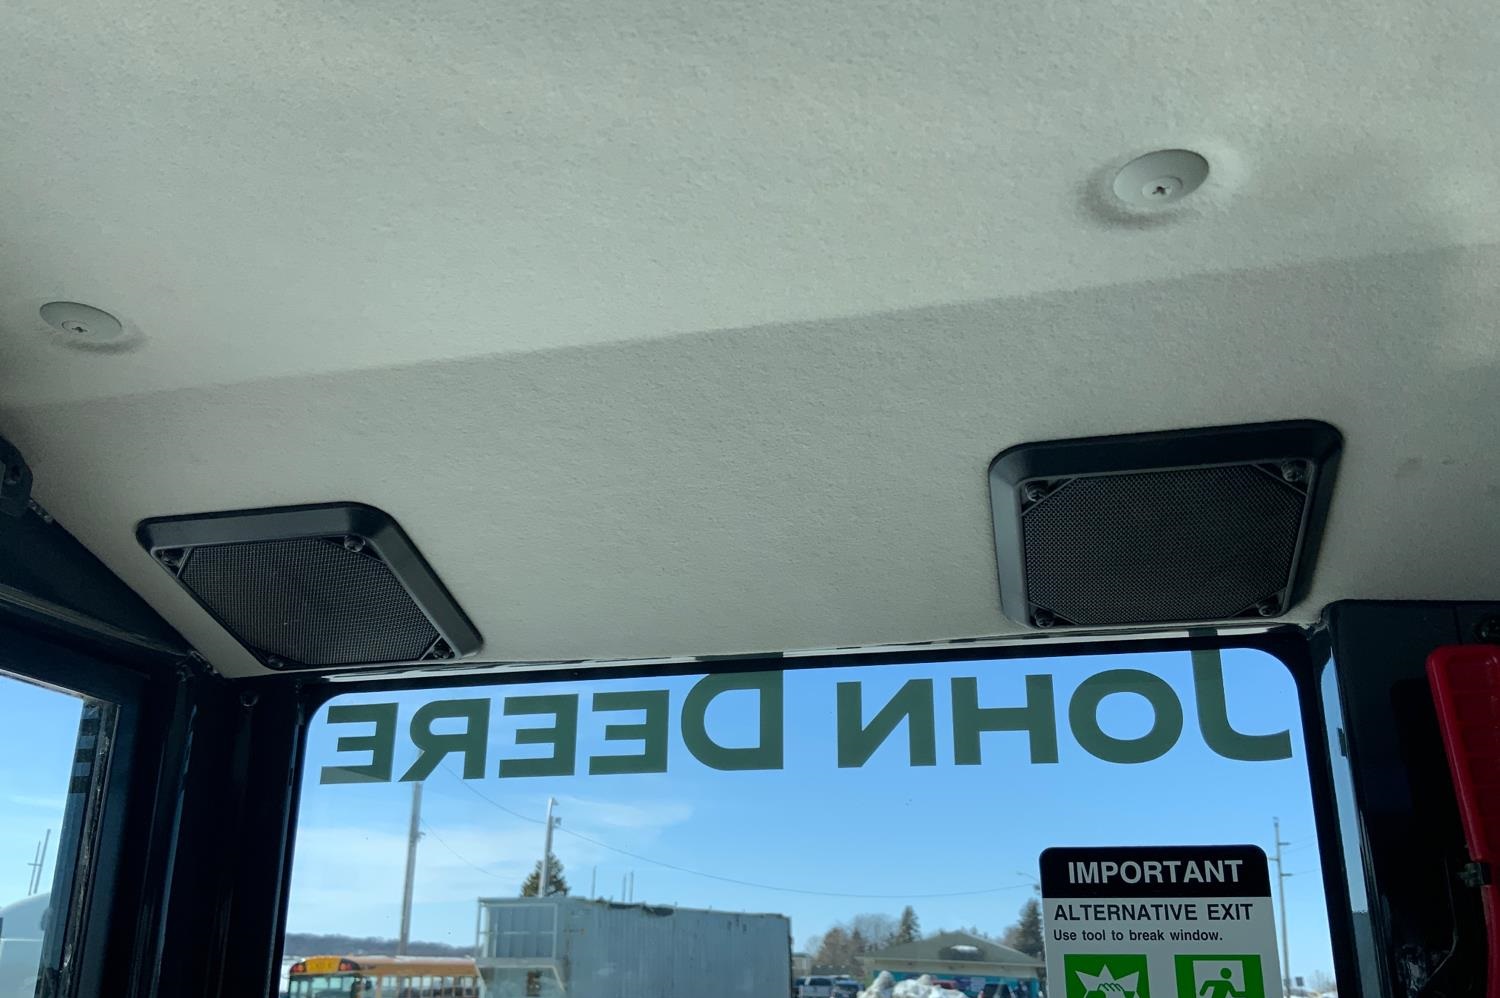 JOHN DEERE
IMPORTANT
ALTERNATIVE EXIT
Use tool to break window.